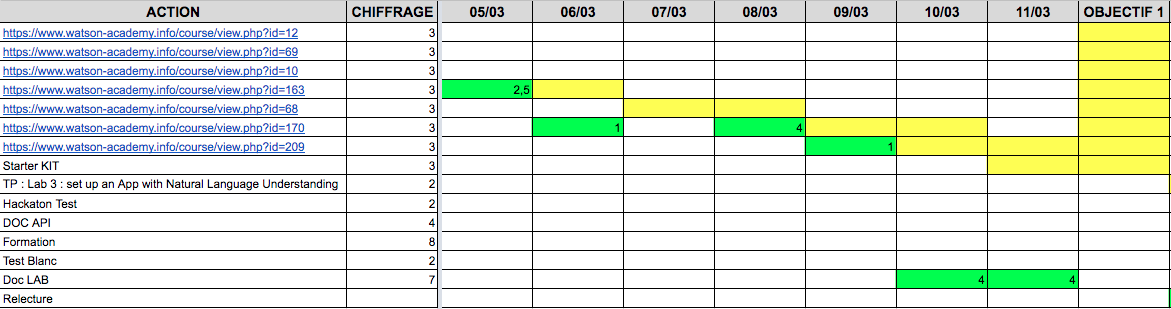 ACTION CHIFFRAGE 05/03 06/03 07/03 08/03 09/03 10/03 11/03 OBJECTIF 1
https://www.watson-academy.info/course/view.php?id=12 3
https://www.watson-academy.info/course/view.php?id=69 3
https://www.watson-academy.info/course/view.php?id=10 3
https://www.watson-academy.info/course/view.php?id=163 3 2,5
https://www.watson-academy.info/course/view.php?id=68 3
https://www.watson-academy.info/course/view.php?id=170 3 1 4
https://www.watson-academy.info/course/view.php?id=209 3 1
Starter KIT 3
TP : Lab 3 : set up an App with Natural Language Understanding 2
Hackaton Test 2
DOC API 4
Formation 8
Test Blanc 2
Doc LAB 7 4 4
Relecture